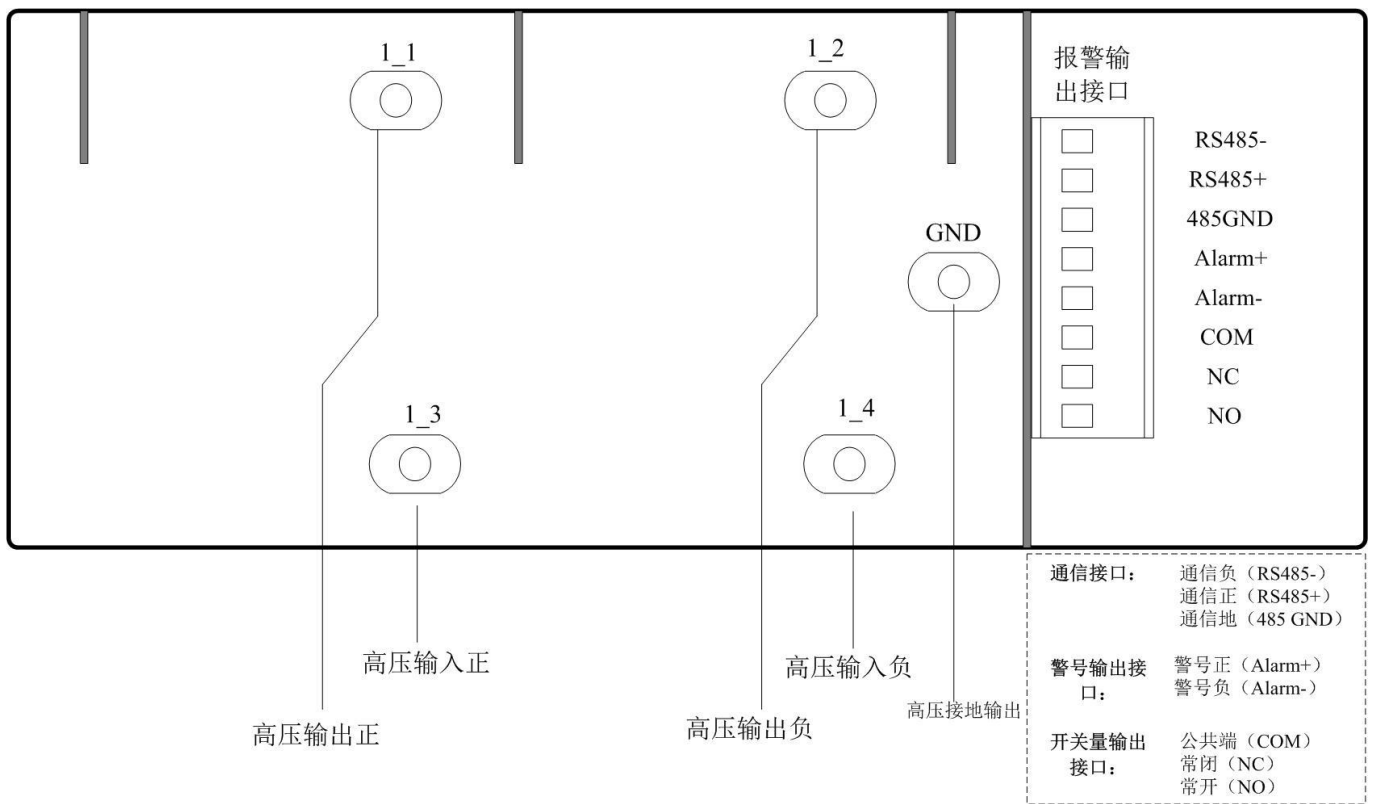 1_1
1_2
报警输
出接口
RS485-
RS485+
485GND
Alarm+
Alarm-
COM
NC
NO
GND
1_3
1_4
高压输入正
高压输入负
高压输出正
高压输出负
高压接地输出
通信接口： 通信负（RS485-）
通信正（RS485+）
通信地（485 GND）
警号输出接
口：
警号正（Alarm+）
警号负（Alarm-）
开关量输出
接口：
公共端（COM）
常闭（NC）
常开（NO）